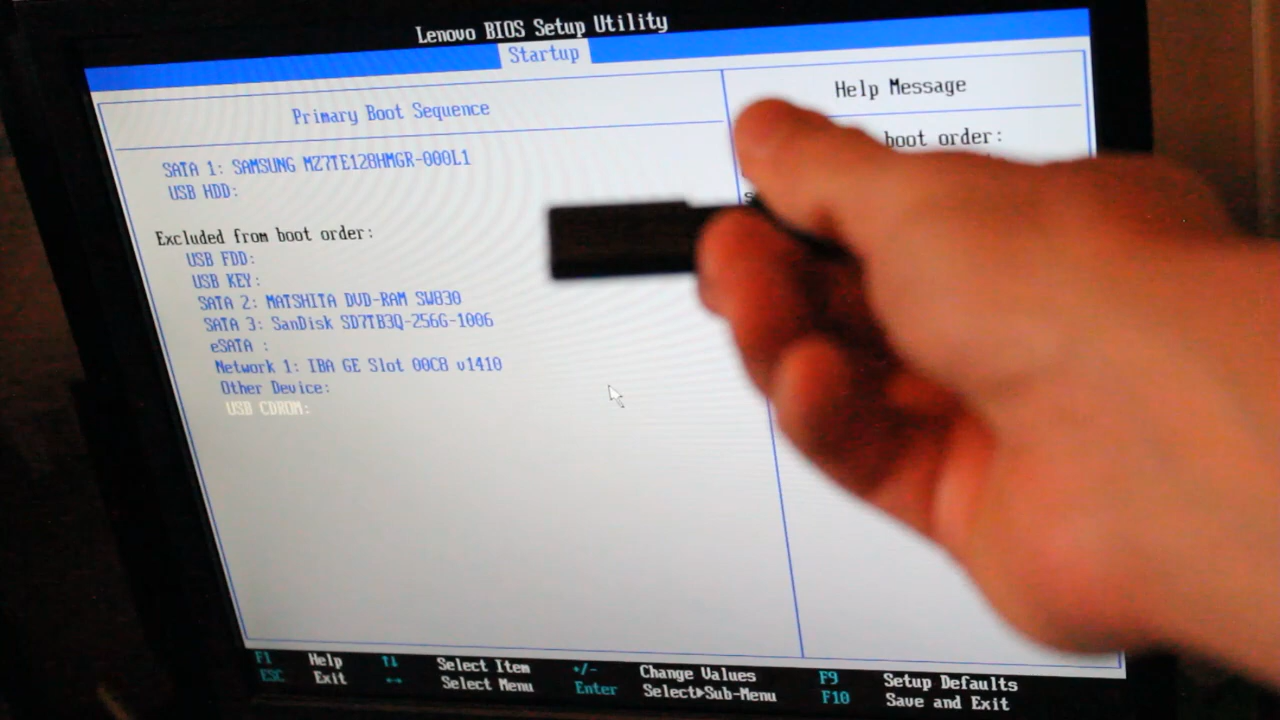 Lenovo BIOS Setup Utility
Startup
Primary Boot Sequence
SATA 1: SAMSUNG MZ7TE128HMGR-000L1
USB HDD:
Excluded from boot order:
USB FDD:
USB KEY:
SATA 2: MATSHITA DVD-RAM SW830
SATA 3: SanDisk SD7TB3Q-256G-1006
eSATA :
Network 1: IBA GE Slot 00C8 v1410
Other Device:
USB CDROM:
Help Message
boot order:
F1 Help ↑↓ Select Item +/- Change Values F9 Setup Defaults
ESC Exit ←→ Select Menu Enter Select▶Sub-Menu F10 Save and Exit